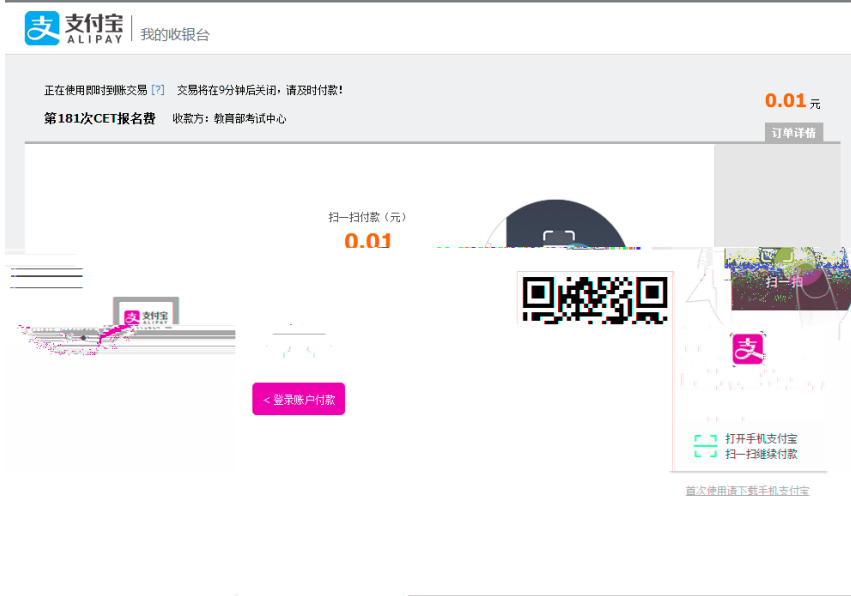 支付宝
ALIPAY
我的收银台
正在使用即时到账交易 [?] 交易将在9分钟后关闭，请及时付款！
0.01 元
第181次CET报名费 收款方：教育部考试中心
订单详情
扫一扫付款（元）
0.01
扫一扫
支付宝
< 登录账户付款
打开手机支付宝
扫一扫继续付款
首次使用请下载手机支付宝